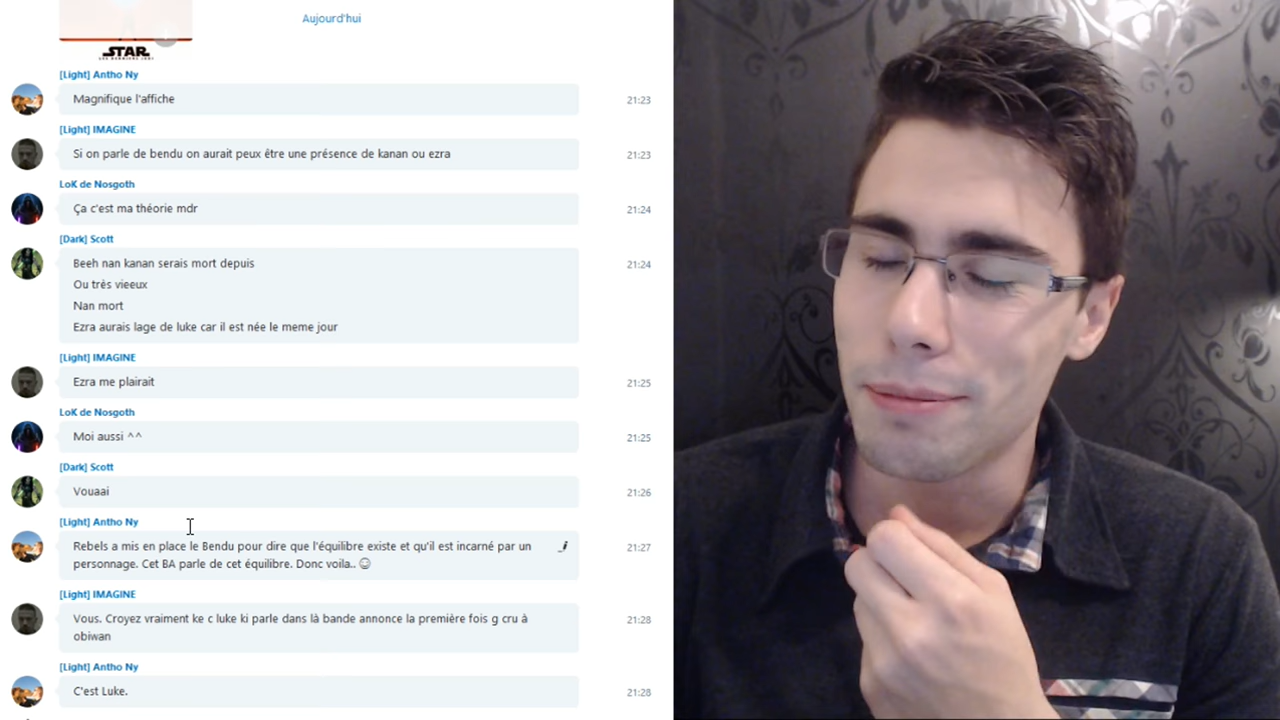 Aujourd'hui
STAR
[Light] Antho Ny
Magnifique l'affiche
21:23
[Light] IMAGINE
Si on parle de bendu on aurait peux être une présence de kanan ou ezra
21:23
LoK de Nosgoth
Ça c'est ma théorie mdr
21:24
[Dark] Scott
Beeh nan kanan serais mort depuis
21:24
Ou trés vieeux
Nan mort
Ezra aurais lage de luke car il est née le meme jour
[Light] IMAGINE
Ezra me plairait
21:25
LoK de Nosgoth
Moi aussi ^^
21:25
[Dark] Scott
Vouaai
21:26
[Light] Antho Ny
Rebels a mis en place le Bendu pour dire que l'équilibre existe et qu'il est incarné par un
21:27
personnage. Cet BA parle de cet équilibre. Donc voila.. ☺
[Light] IMAGINE
Vous. Croyez vraiment ke c luke ki parle dans là bande annonce la première fois g cru à
21:28
obiwan
[Light] Antho Ny
C'est Luke.
21:28